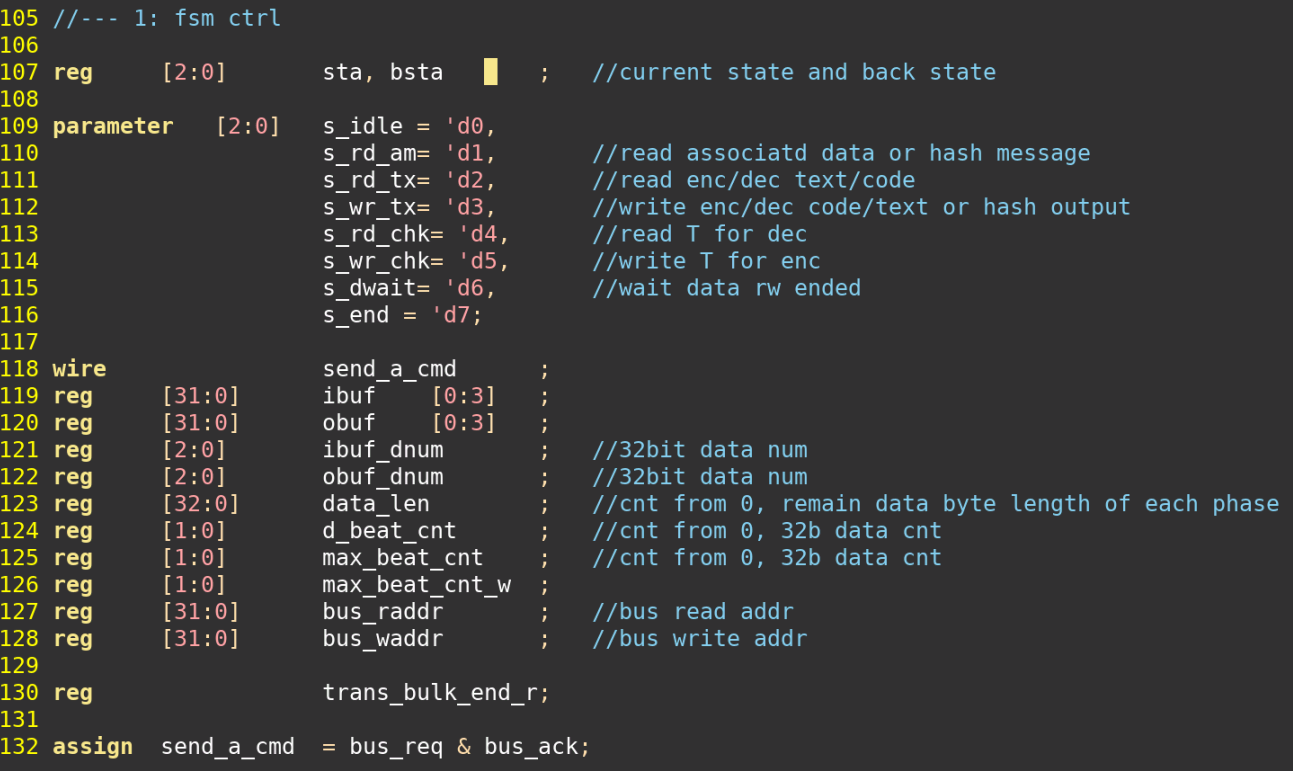 105 //--- 1: fsm ctrl
106
107 reg     [2:0]       sta, bsta       ;   //current state and back state
108
109 parameter   [2:0]   s_idle = 'd0,
110                     s_rd_am= 'd1,       //read associatd data or hash message
111                     s_rd_tx= 'd2,       //read enc/dec text/code
112                     s_wr_tx= 'd3,       //write enc/dec code/text or hash output
113                     s_rd_chk= 'd4,      //read T for dec
114                     s_wr_chk= 'd5,      //write T for enc
115                     s_dwait= 'd6,       //wait data rw ended
116                     s_end = 'd7;
117
118 wire                send_a_cmd      ;
119 reg     [31:0]      ibuf    [0:3]   ;
120 reg     [31:0]      obuf    [0:3]   ;
121 reg     [2:0]       ibuf_dnum       ;   //32bit data num
122 reg     [2:0]       obuf_dnum       ;   //32bit data num
123 reg     [32:0]      data_len        ;   //cnt from 0, remain data byte length of each phase
124 reg     [1:0]       d_beat_cnt      ;   //cnt from 0, 32b data cnt
125 reg     [1:0]       max_beat_cnt    ;   //cnt from 0, 32b data cnt
126 reg     [1:0]       max_beat_cnt_w  ;
127 reg     [31:0]      bus_raddr       ;   //bus read addr
128 reg     [31:0]      bus_waddr       ;   //bus write addr
129
130 reg                 trans_bulk_end_r;
131
132 assign  send_a_cmd  = bus_req & bus_ack;